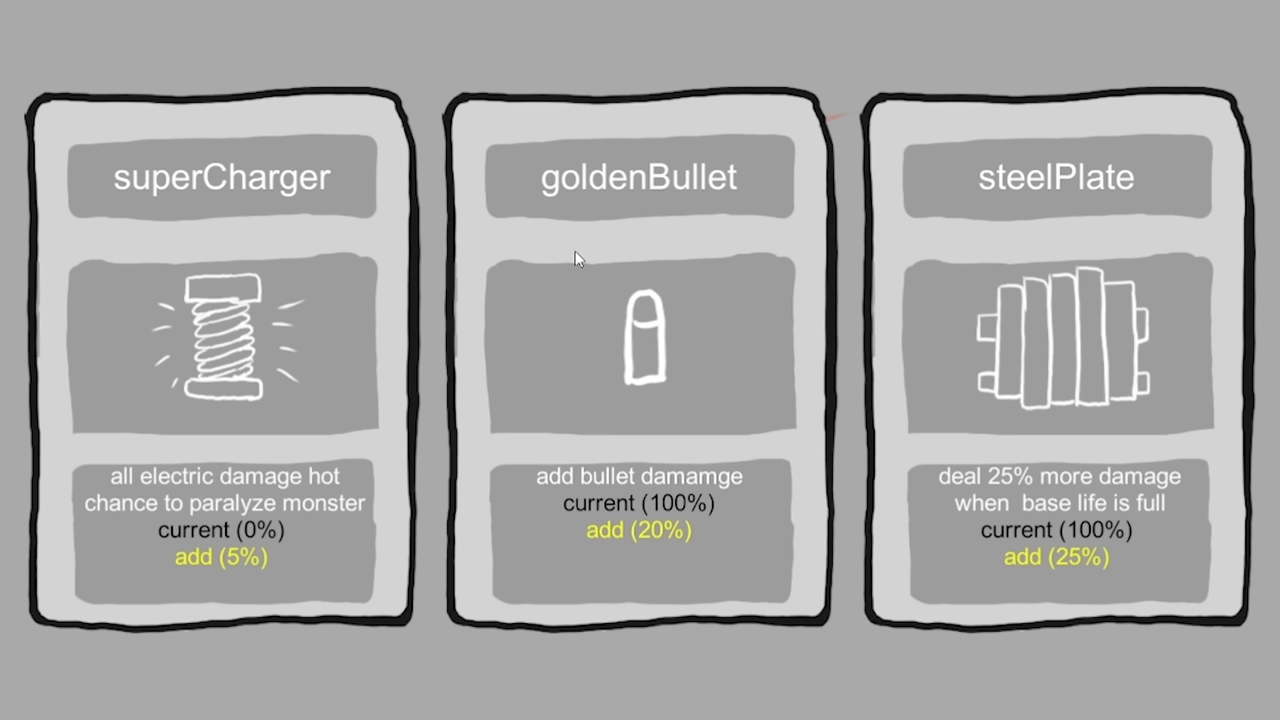 superCharger
all electric damage hot
chance to paralyze monster
current (0%)
add (5%)
goldenBullet
add bullet damamge
current (100%)
add (20%)
steelPlate
deal 25% more damage
when  base life is full
current (100%)
add (25%)